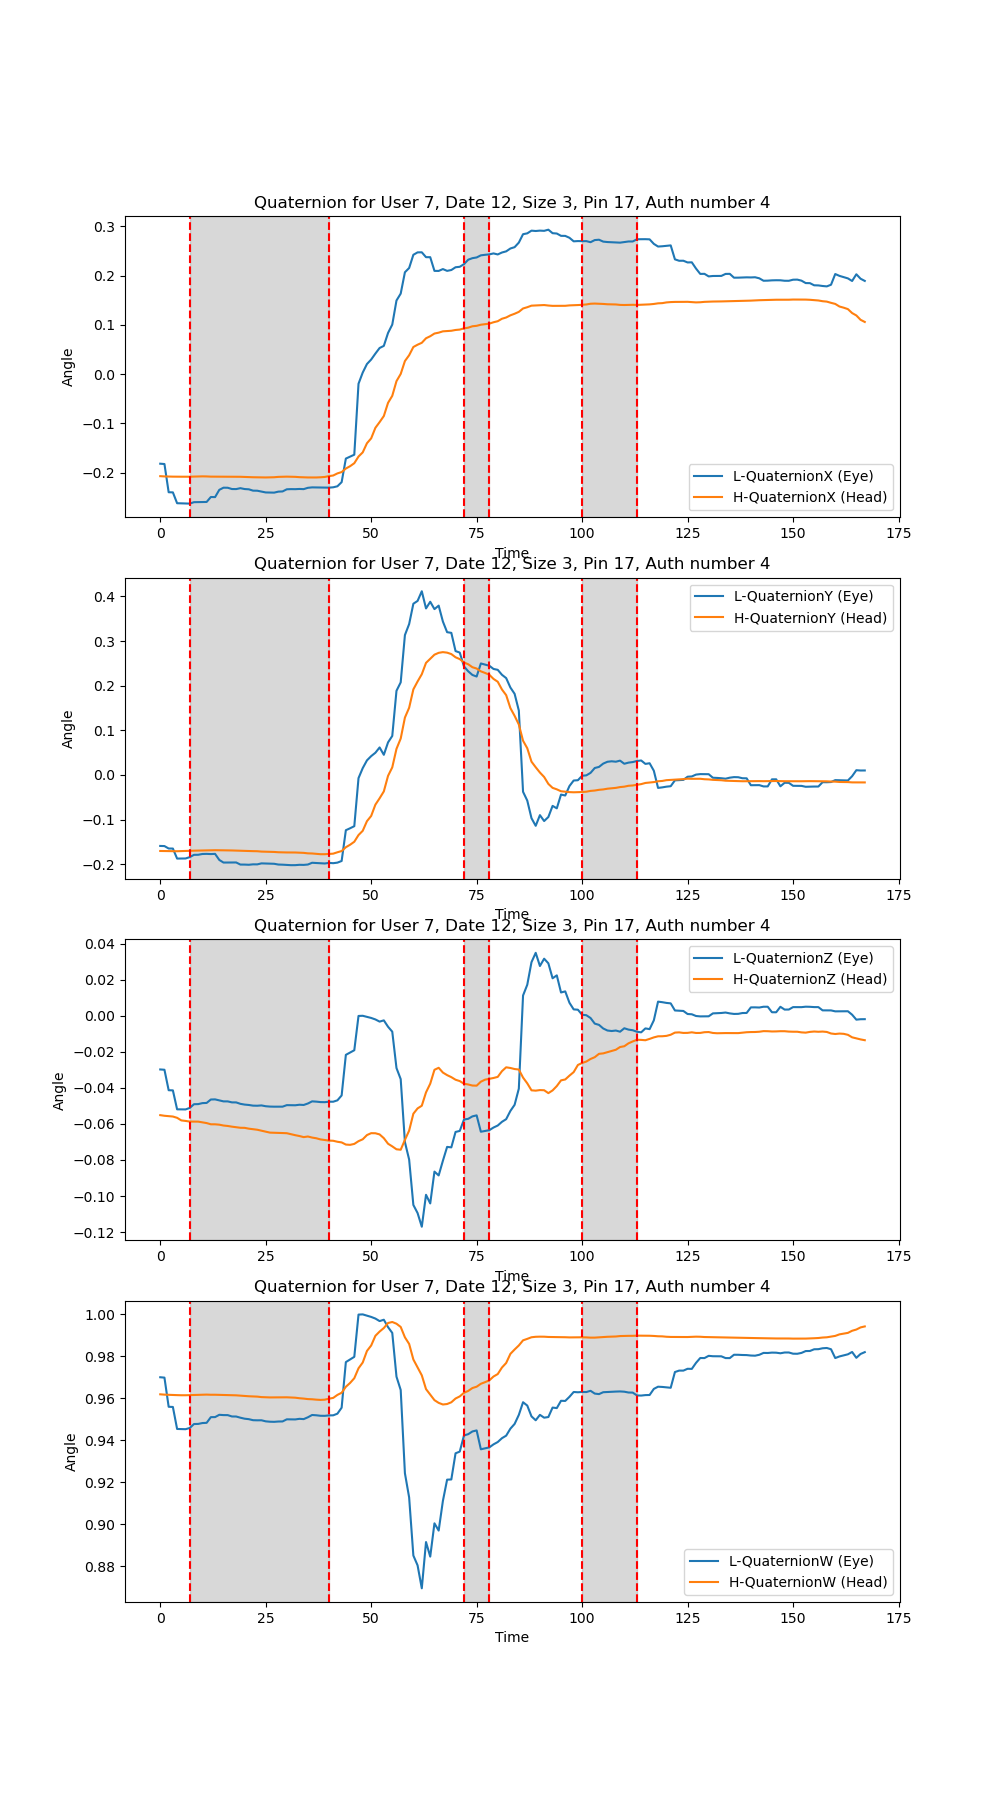 Quaternion for User 7, Date 12, Size 3, Pin 17, Auth number 4
0.3
0.2
0.1
0.0
−0.1
−0.2
Angle
L-QuaternionX (Eye)
H-QuaternionX (Head)
0 25 50 75 100 125 150 175
Time
Quaternion for User 7, Date 12, Size 3, Pin 17, Auth number 4
0.4
0.3
0.2
0.1
0.0
−0.1
−0.2
Angle
L-QuaternionY (Eye)
H-QuaternionY (Head)
0 25 50 75 100 125 150 175
Time
Quaternion for User 7, Date 12, Size 3, Pin 17, Auth number 4
0.04
0.02
0.00
−0.02
−0.04
−0.06
−0.08
−0.10
−0.12
Angle
L-QuaternionZ (Eye)
H-QuaternionZ (Head)
0 25 50 75 100 125 150 175
Time
Quaternion for User 7, Date 12, Size 3, Pin 17, Auth number 4
1.00
0.98
0.96
0.94
0.92
0.90
0.88
Angle
L-QuaternionW (Eye)
H-QuaternionW (Head)
0 25 50 75 100 125 150 175
Time